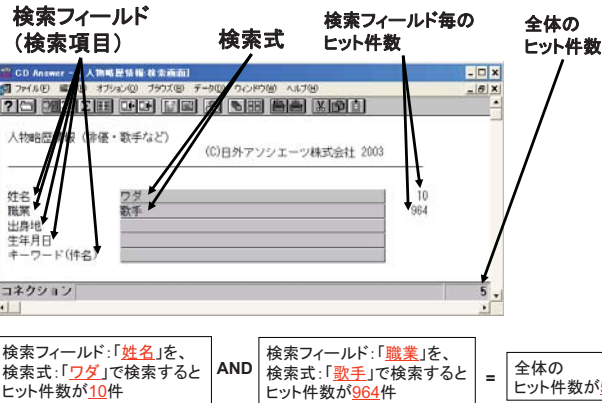 検索フィールド
（検索項目）
検索式
検索フィールド毎の
ヒット件数
全体の
ヒット件数
CD Answer - 人物略歴情報 検索画面]
ファイル(F) オプション(O) ブラウズ(B) データ(D) ウィンドウ(W) ヘルプ(H)
人物略歴 報（俳優・歌手など）
(C)日外アソシエーツ株式会社 2003
姓名 ワダ 10
職業 歌手 964
出身地
生年月日
キーワード(件名)
コネクション 5
検索フィールド:「姓名」を、
検索式:「ワダ」で検索すると
ヒット件数が10件
AND
検索フィールド:「職業」を、
検索式:「歌手」で検索すると
ヒット件数が964件
=
全体の
ヒット件数が